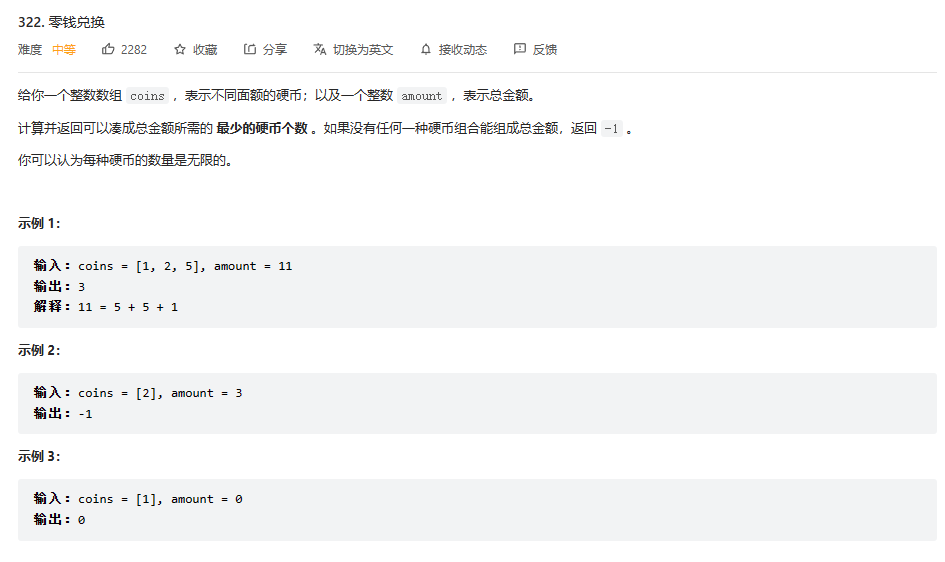 322. 零钱兑换
难度 中等 2282 收藏 分享 切换为英文 接收动态 反馈
给你一个整数数组 coins ，表示不同面额的硬币；以及一个整数 amount ，表示总金额。
计算并返回可以凑成总金额所需的 最少的硬币个数 。如果没有任何一种硬币组合能组成总金额，返回 -1 。
你可以认为每种硬币的数量是无限的。
示例 1：
输入：coins = [1, 2, 5], amount = 11
输出：3
解释：11 = 5 + 5 + 1
示例 2：
输入：coins = [2], amount = 3
输出：-1
示例 3：
输入：coins = [1], amount = 0
输出：0